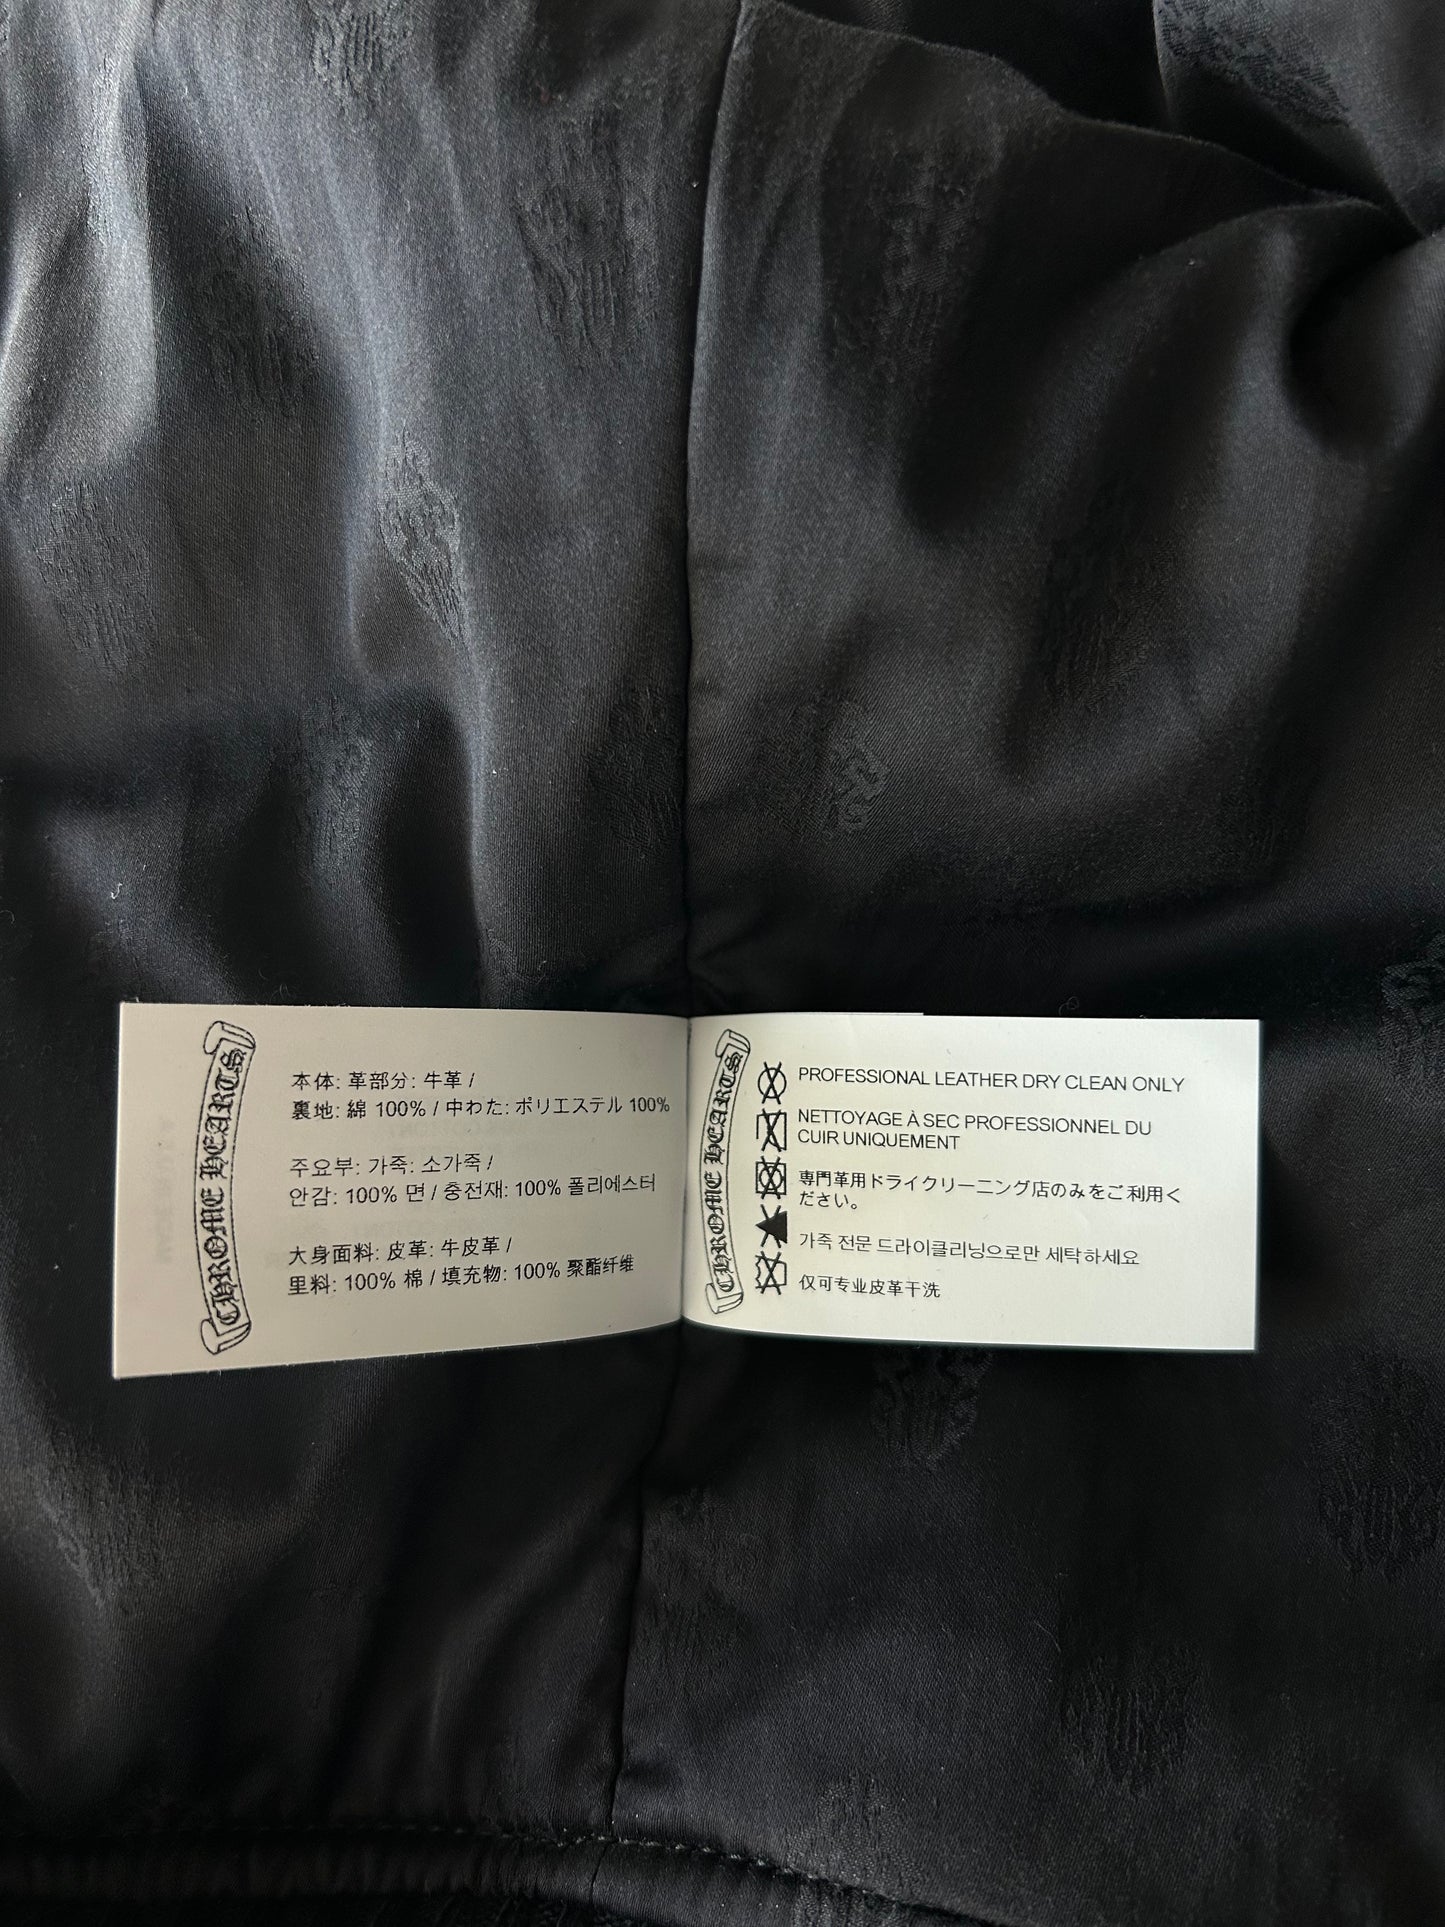 CHROME HEARTS
本体: 革部分: 牛革 /
裏地: 綿 100% / 中わた: ポリエステル 100%
주요부: 가죽: 소가죽 /
안감: 100% 면 / 충전재: 100% 폴리에스터
大身面料: 皮革: 牛皮革 /
里料: 100% 棉 / 填充物: 100% 聚酯纤维
CHROME HEARTS
PROFESSIONAL LEATHER DRY CLEAN ONLY
NETTOYAGE À SEC PROFESSIONNEL DU
CUIR UNIQUEMENT
専門革用ドライクリーニング店のみをご利用く
ださい。
가죽 전문 드라이클리닝으로만 세탁하세요
仅可专业皮革干洗